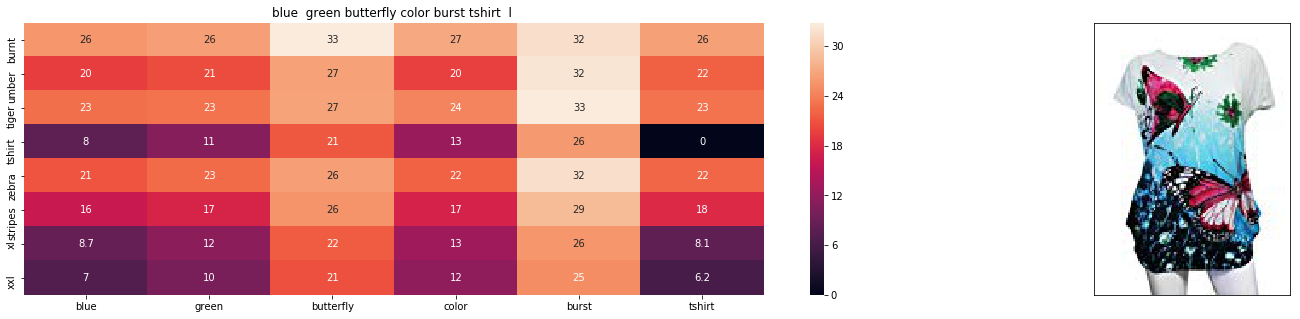 blue  green butterfly color burst tshirt  l
burnt 26 26 33 27 32 26
umber 20 21 27 20 32 22
tiger 23 23 27 24 33 23
tshirt 8 11 21 13 26 0
zebra 21 23 26 22 32 22
stripes 16 17 26 17 29 18
xl 8.7 12 22 13 26 8.1
xxl 7 10 21 12 25 6.2
blue green butterfly color burst tshirt
30
24
18
12
6
0